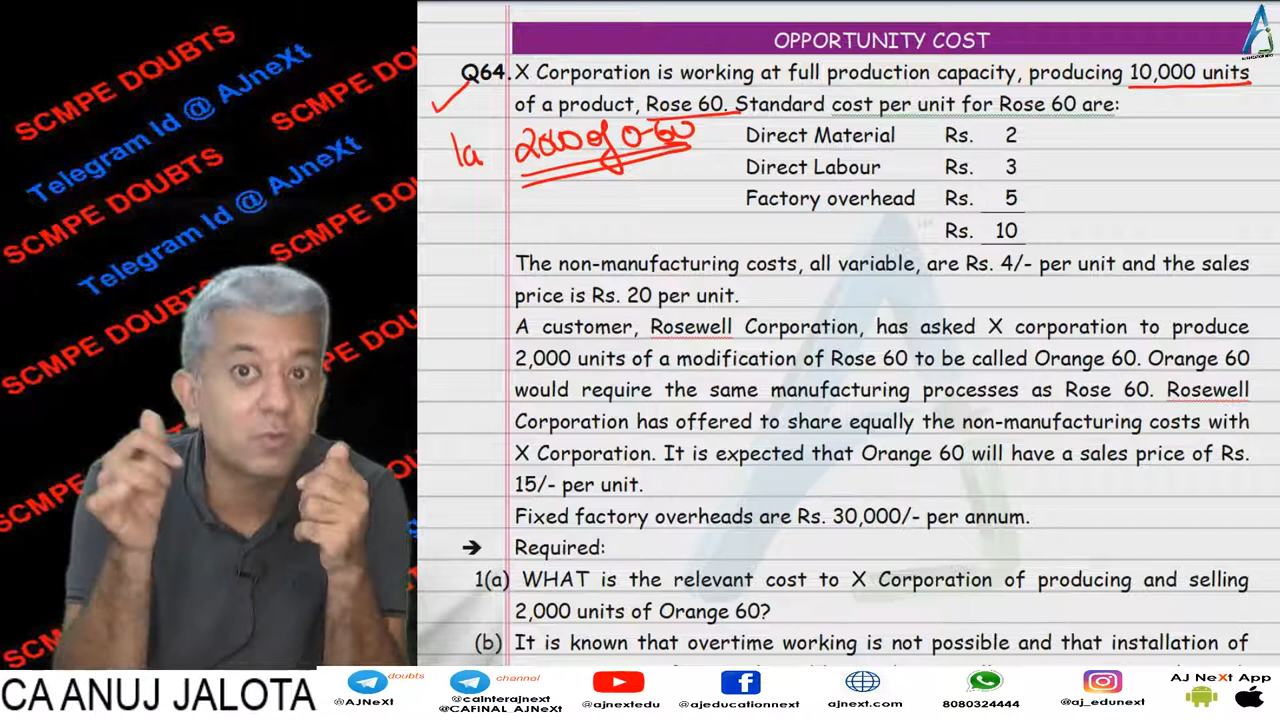 OPPORTUNITY COST
Q64. X Corporation is working at full production capacity, producing 10,000 units
of a product, Rose 60. Standard cost per unit for Rose 60 are:
1a 2000 of O-60
Direct Material Rs. 2
Direct Labour Rs. 3
Factory overhead Rs. 5
Rs. 10
The non-manufacturing costs, all variable, are Rs. 4/- per unit and the sales
price is Rs. 20 per unit.
A customer, Rosewell Corporation, has asked X corporation to produce
2,000 units of a modification of Rose 60 to be called Orange 60. Orange 60
would require the same manufacturing processes as Rose 60. Rosewell
Corporation has offered to share equally the non-manufacturing costs with
X Corporation. It is expected that Orange 60 will have a sales price of Rs.
15/- per unit.
Fixed factory overheads are Rs. 30,000/- per annum.
→ Required:
1(a) WHAT is the relevant cost to X Corporation of producing and selling
2,000 units of Orange 60?
(b) It is known that overtime working is not possible and that installation of
SCMPE DOUBTS
Telegram Id @ AJneXt
SCMPE DOUBTS
SCMPE DOUBTS
Telegram Id @ AJneXt
SCMPE DOUBTS
SCMPE DOUBTS
CA ANUJ JALOTA
doubts
@AJNeXt
channel
@caInterajnext
@CAFINAL_AJNeXt
@ajnextedu
@ajeducationnext
ajnext.com
8080324444
@aj_edunext
AJ NeXt App